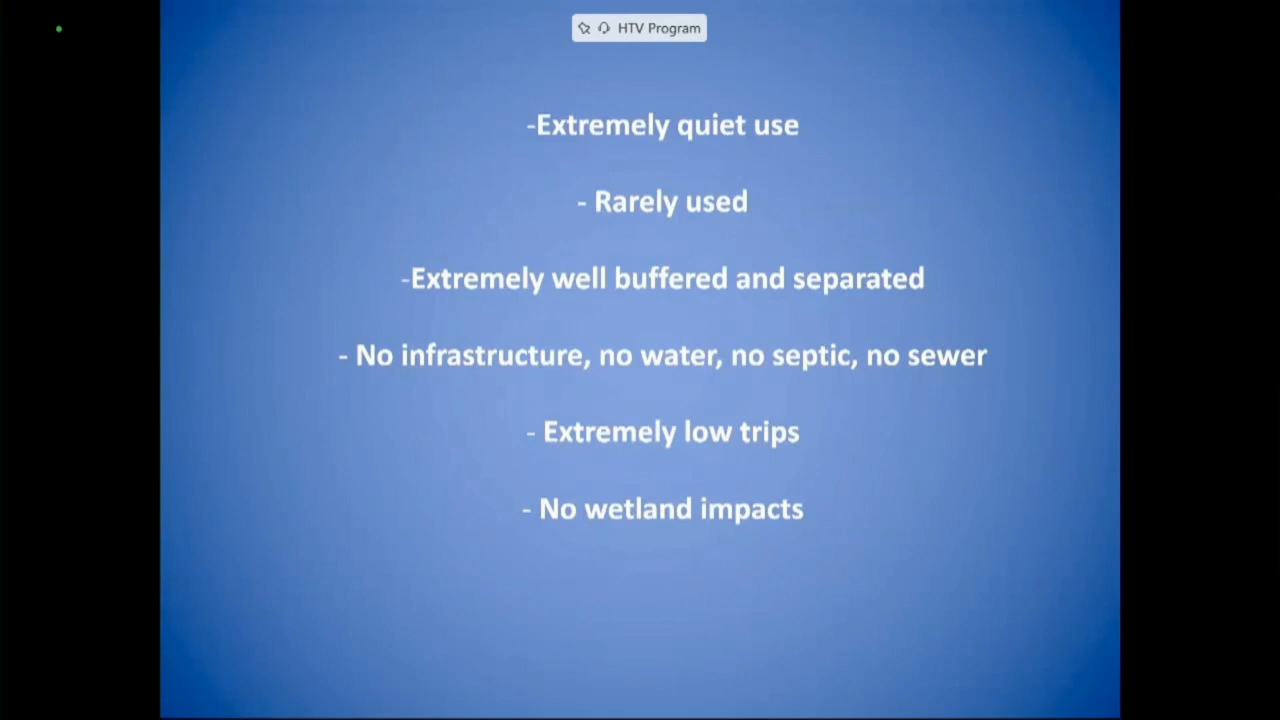 HTV Program
-Extremely quiet use
- Rarely used
-Extremely well buffered and separated
- No infrastructure, no water, no septic, no sewer
- Extremely low trips
- No wetland impacts